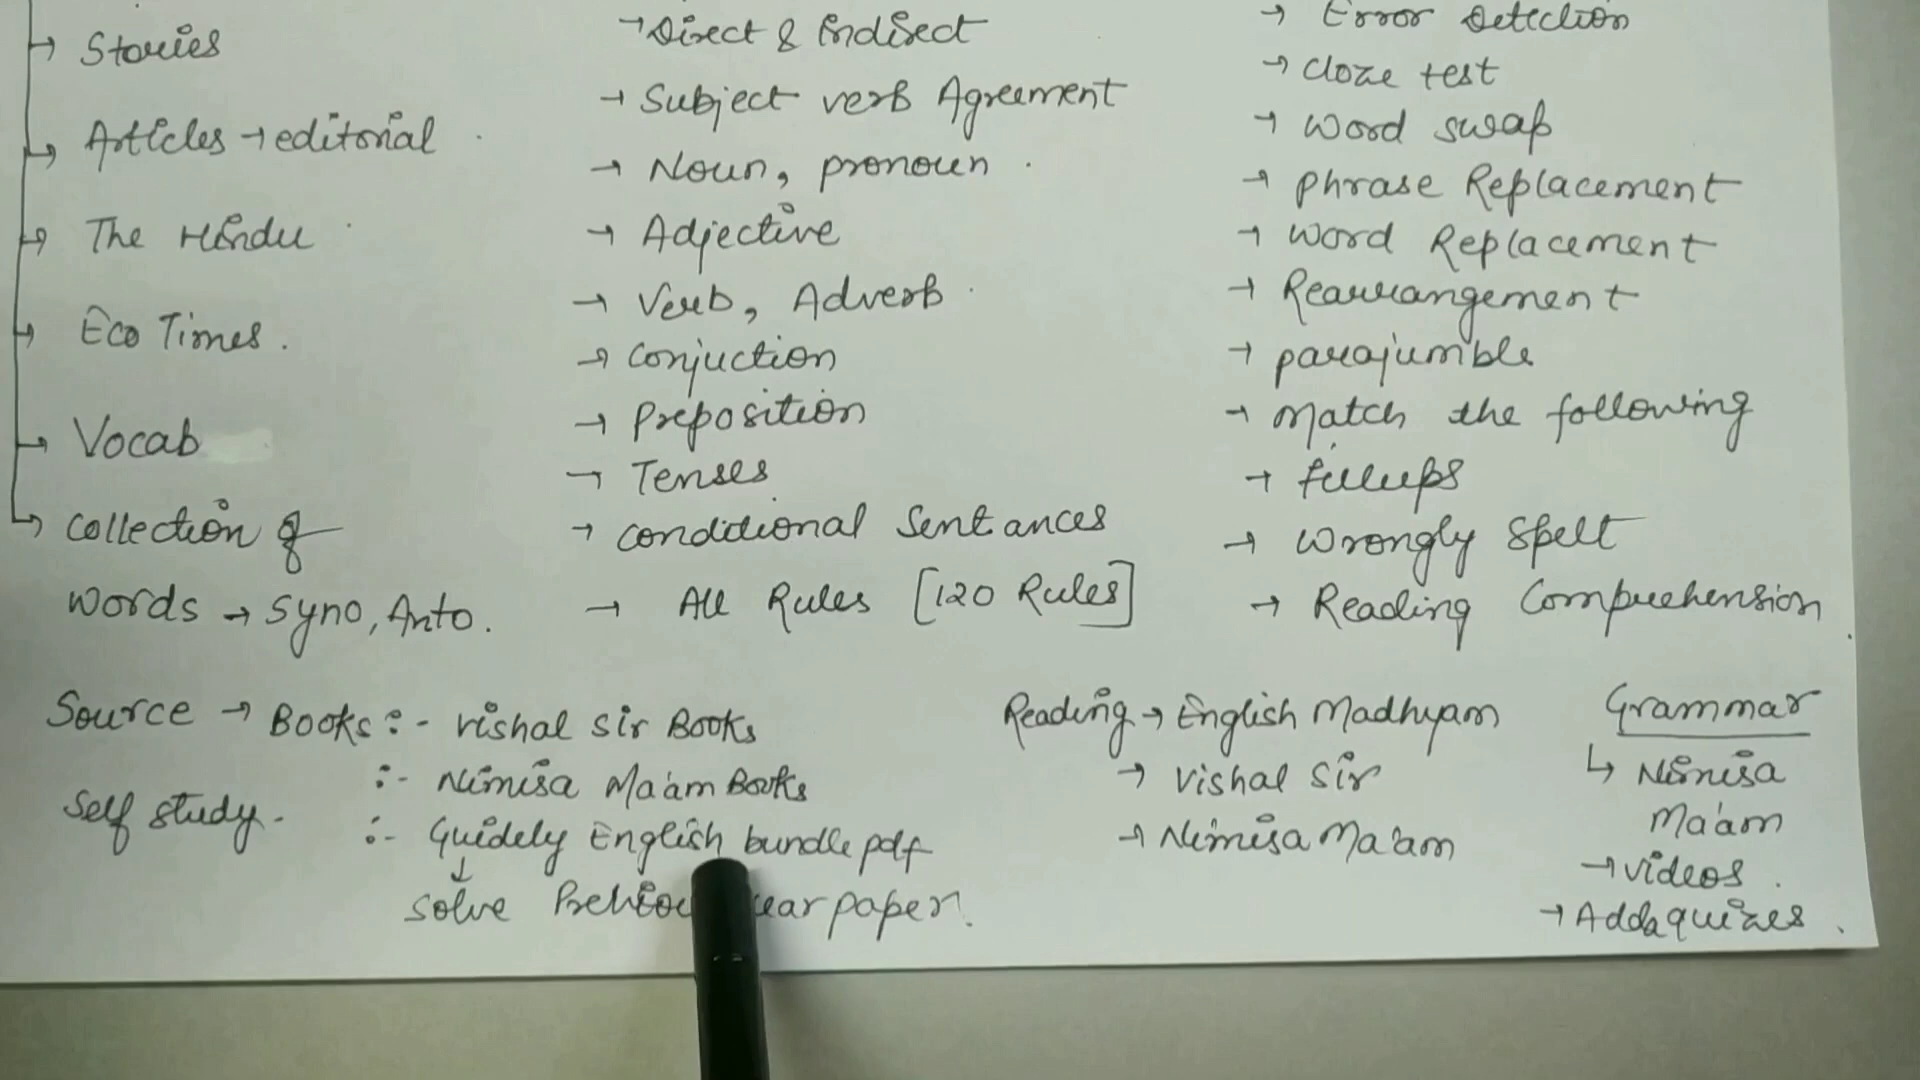 → Stories
→ Articles → editorial
→ The Hindu
→ Eco Times.
→ Vocab
→ Collection of
words → Syno, Anto.
→ Direct & Indirect
→ Subject verb Agreement
→ Noun, pronoun
→ Adjective
→ Verb, Adverb
→ Conjuction
→ Preposition
→ Tenses
→ Conditional Sentances
→ All Rules [120 Rules]
→ Error Detection
→ Cloze test
→ Word swap
→ Phrase Replacement
→ Word Replacement
→ Rearrangement
→ parajumble
→ Match the following
→ fillups
→ Wrongly Spelt
→ Reading Comprehension
Source → Books :- Vishal Sir Books
:- Nimisa Ma'am Books
Self study. :- Guidely English bundle pdf
↓
Solve paper.
Reading → English Madhyam
→ Vishal Sir
→ Nimisa Ma'am
Grammar
↳ Nimisa
Ma'am
→ videos.
→ Adda quizes.